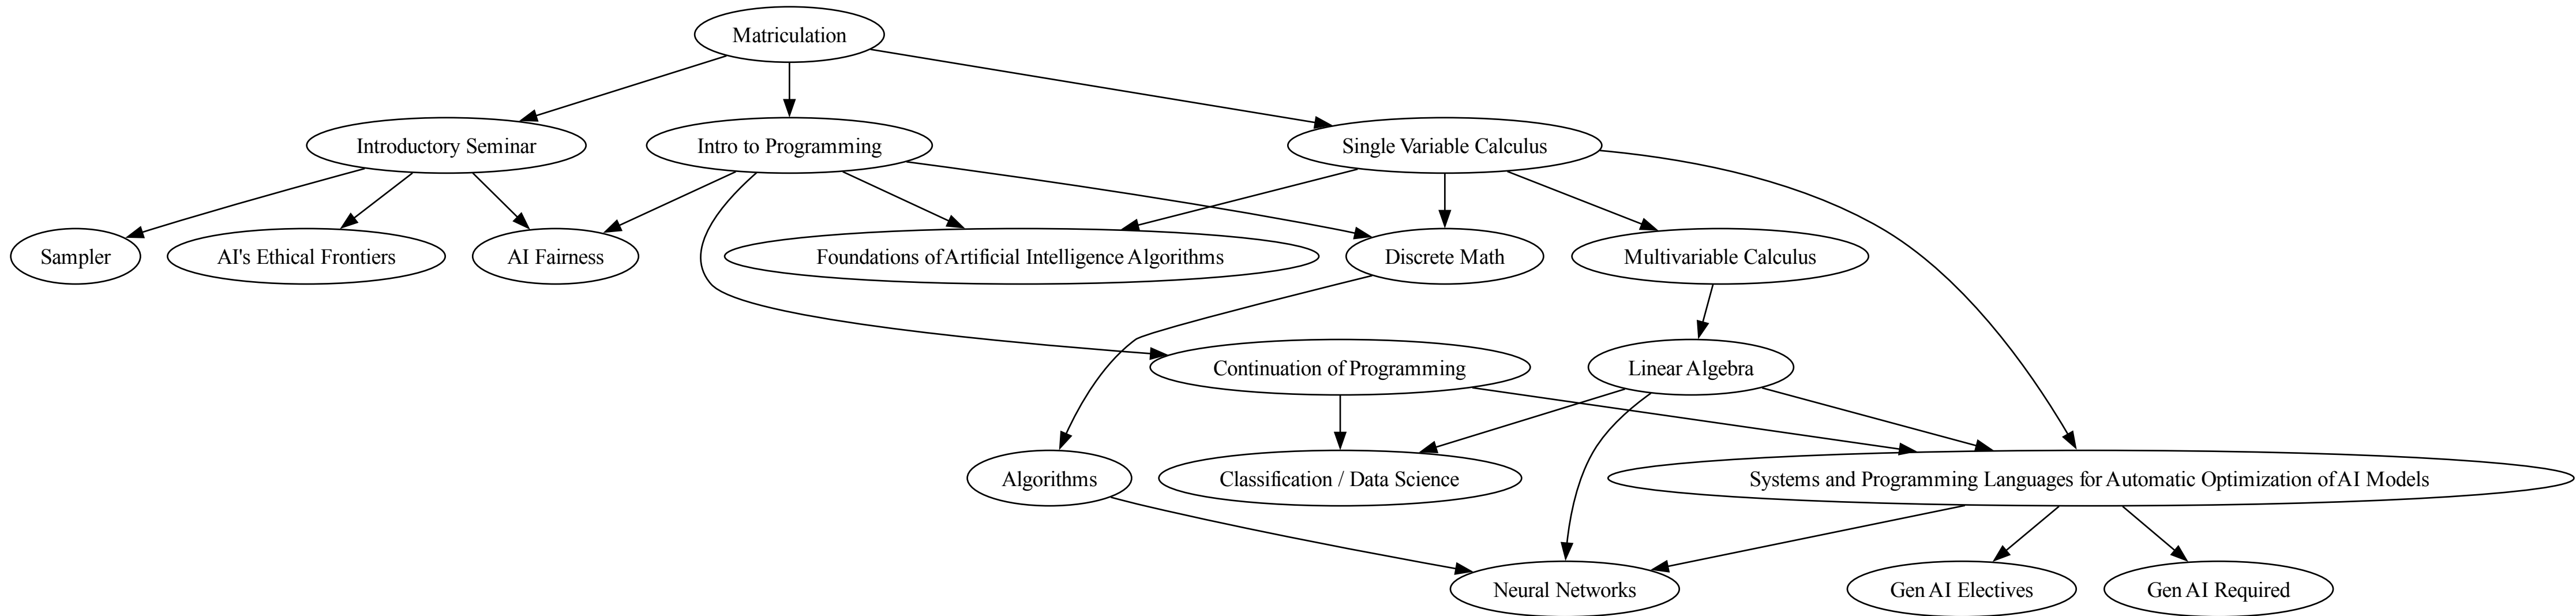 Matriculation
Introductory Seminar
Intro to Programming
Single Variable Calculus
Sampler
AI's Ethical Frontiers
AI Fairness
Foundations of Artificial Intelligence Algorithms
Discrete Math
Multivariable Calculus
Continuation of Programming
Linear Algebra
Algorithms
Classification / Data Science
Systems and Programming Languages for Automatic Optimization of AI Models
Neural Networks
Gen AI Electives
Gen AI Required